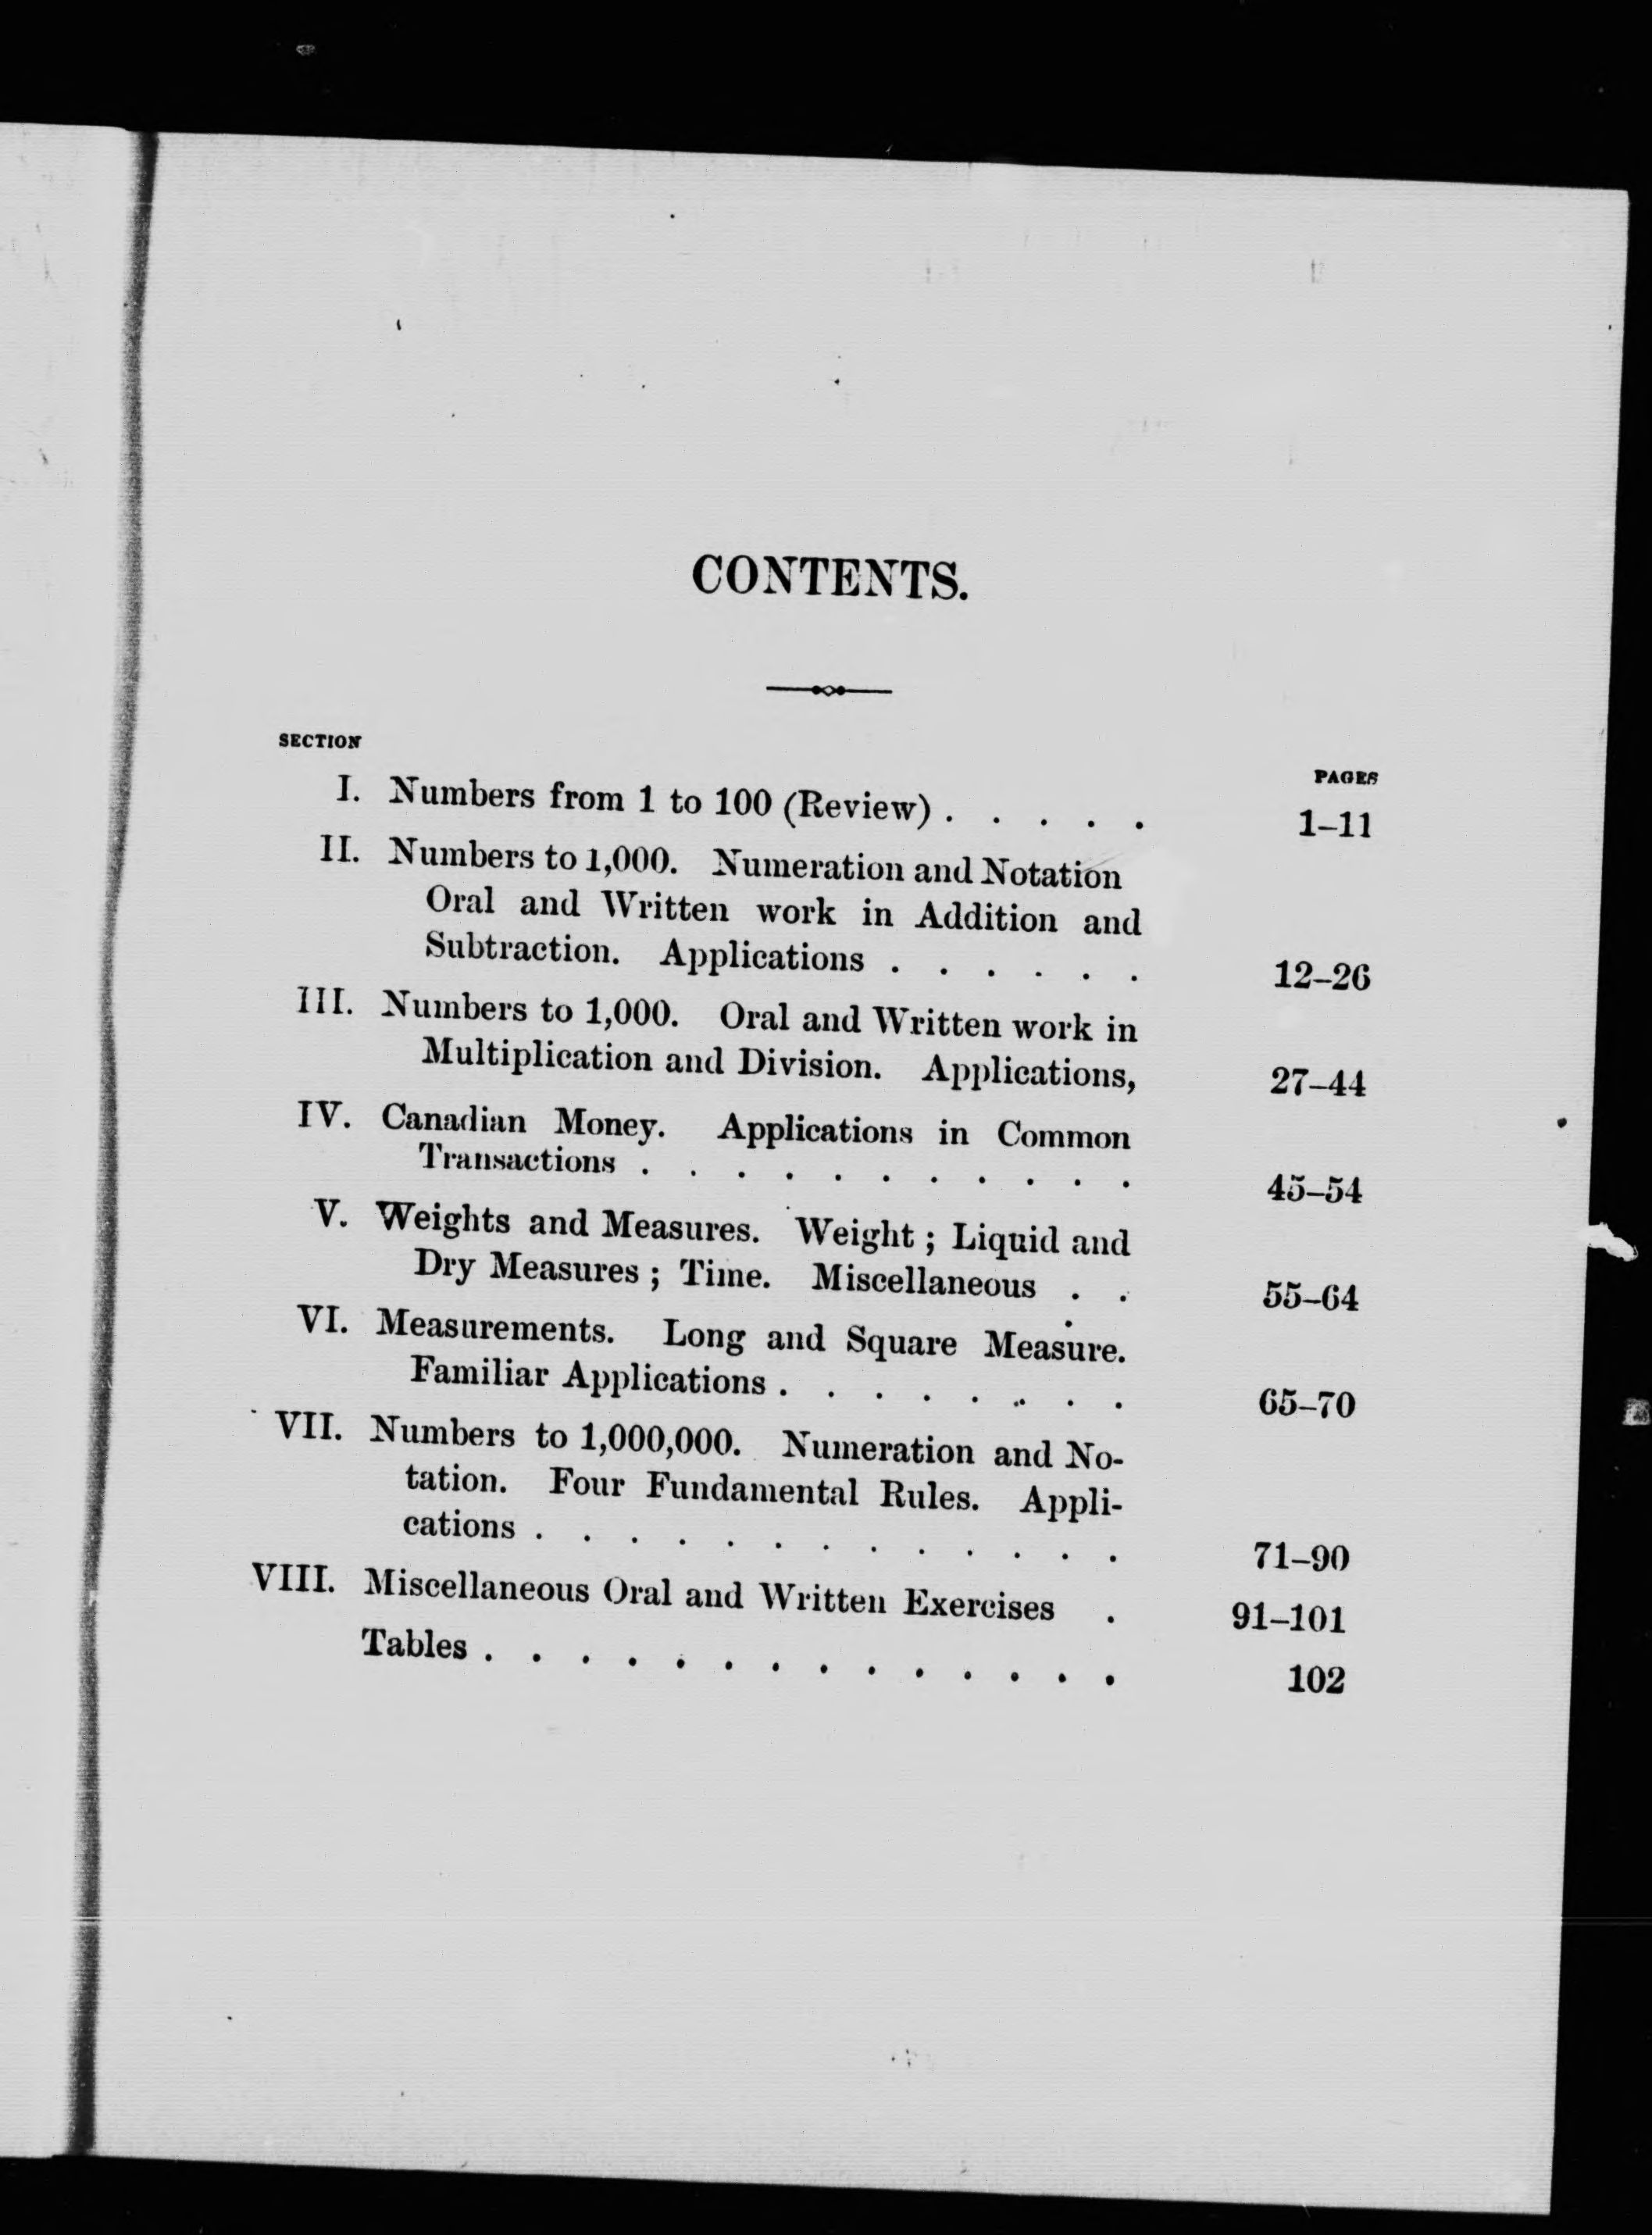 CONTENTS.
SECTION PAGES
I. Numbers from 1 to 100 (Review) . . . . . 1–11
II. Numbers to 1,000. Numeration and Notation
Oral and Written work in Addition and
Subtraction. Applications . . . . . . 12–26
III. Numbers to 1,000. Oral and Written work in
Multiplication and Division. Applications, 27–44
IV. Canadian Money. Applications in Common
Transactions . . . . . . . . . . . 45–54
V. Weights and Measures. Weight ; Liquid and
Dry Measures ; Time. Miscellaneous . . 55–64
VI. Measurements. Long and Square Measure.
Familiar Applications . . . . . . . . 65–70
VII. Numbers to 1,000,000. Numeration and No-
tation. Four Fundamental Rules. Appli-
cations . . . . . . . . . . . . . 71–90
VIII. Miscellaneous Oral and Written Exercises . 91–101
Tables . . . . . . . . . . . . . . 102